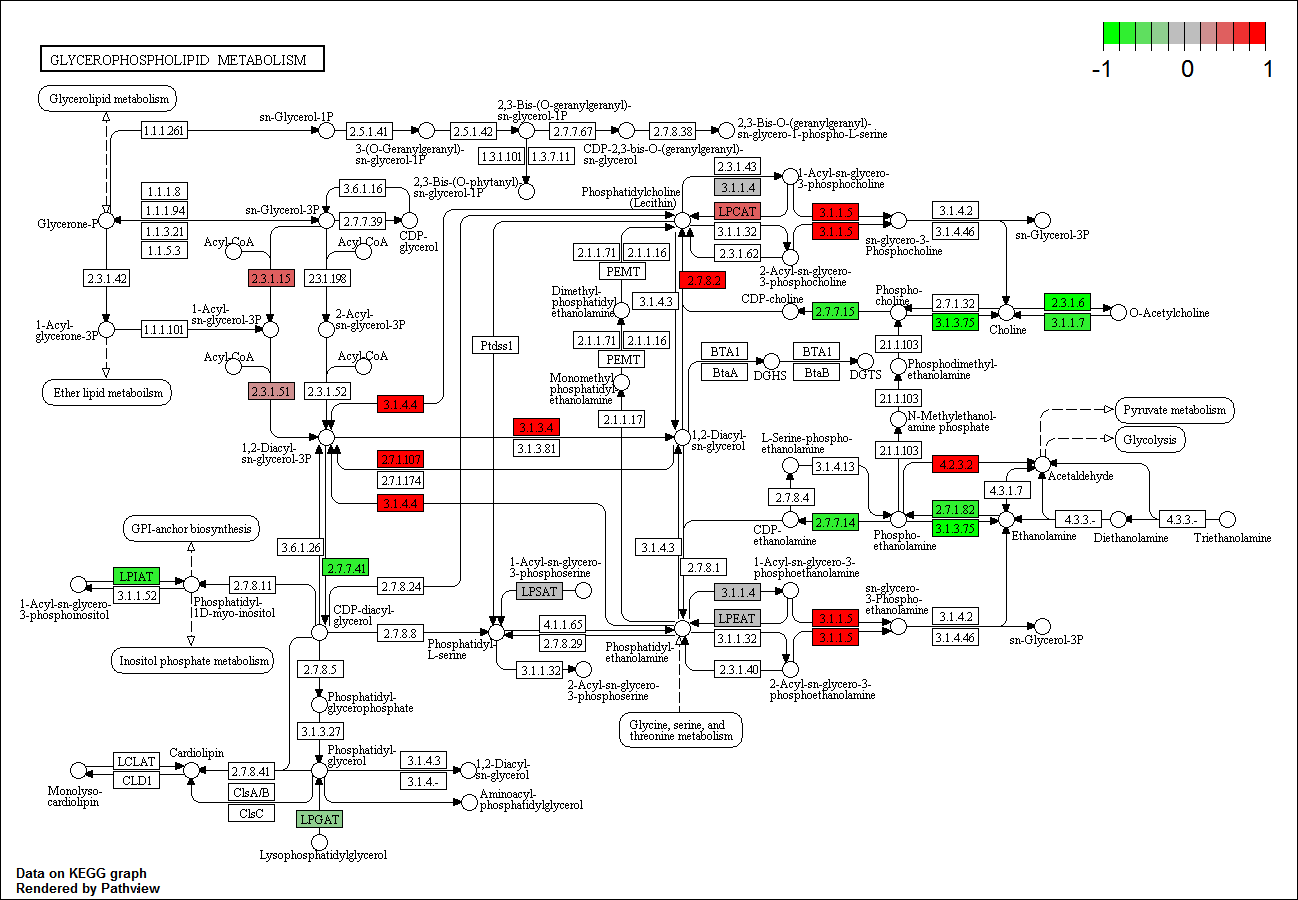 GLYCEROPHOSPHOLIPID METABOLISM
-1 0 1
Glycerolipid metabolism
1.1.1.261
sn-Glycerol-1P
2.5.1.41
2.5.1.42
2,3-Bis-(O-geranylgeranyl)-
sn-glycerol-1P
2.7.7.67
2.7.8.38
2,3-Bis-O-(geranylgeranyl)-
sn-glycero-1-phospho-L-serine
3-(O-Geranylgeranyl)-
sn-glycerol-1P
1.3.1.101
1.3.7.11
CDP-2,3-bis-O-(geranylgeranyl)-
sn-glycerol
2,3-Bis-(O-phytanyl)-
sn-glycerol-1P
1.1.1.8
1.1.1.94
1.1.3.21
1.1.5.3
Glycerone-P
sn-Glycerol-3P
3.6.1.16
2.7.7.39
CDP-
glycerol
Acyl-CoA
Acyl-CoA
2.3.1.42
2.3.1.15
2.3.1.198
1-Acyl-
glycerone-3P
1.1.1.101
1-Acyl-
sn-glycerol-3P
2-Acyl-
sn-glycerol-3P
Acyl-CoA
Acyl-CoA
Ether lipid metabolism
2.3.1.51
2.3.1.52
1,2-Diacyl-
sn-glycerol-3P
3.1.4.4
2.7.1.107
2.7.1.174
3.1.4.4
3.1.3.4
3.1.3.81
Ptdss1
Phosphatidylcholine
(Lecithin)
2.3.1.43
3.1.1.4
LPCAT
3.1.1.32
2.3.1.62
1-Acyl-sn-glycero-
3-phosphocholine
2-Acyl-sn-glycero-
3-phosphocholine
3.1.1.5
3.1.1.5
sn-glycero-3-
Phosphocholine
3.1.4.2
3.1.4.46
sn-Glycerol-3P
2.1.1.71
2.1.1.16
PEMT
Dimethyl-
phosphatidyl
ethanolamine
3.1.4.3
2.7.8.2
CDP-choline
2.7.7.15
Phospho-
choline
2.7.1.32
3.1.3.75
Choline
2.3.1.6
3.1.1.7
O-Acetylcholine
2.1.1.71
2.1.1.16
PEMT
Monomethyl
phosphatidyl
ethanolamine
2.1.1.17
BTA1
BtaA
DGHS
BTA1
BtaB
DGTS
2.1.1.103
Phosphodimethyl-
ethanolamine
2.1.1.103
N-Methylethanol-
amine phosphate
2.1.1.103
1,2-Diacyl-
sn-glycerol
L-Serine-phospho-
ethanolamine
3.1.4.13
2.7.8.4
CDP-
ethanolamine
2.7.7.14
Phospho-
ethanolamine
4.2.3.2
Pyruvate metabolism
Glycolysis
Acetaldehyde
4.3.1.7
2.7.1.82
3.1.3.75
Ethanolamine
4.3.3.-
Diethanolamine
4.3.3.-
Triethanolamine
GPI-anchor biosynthesis
3.6.1.26
2.7.7.41
LPIAT
3.1.1.52
1-Acyl-sn-glycero-
3-phosphoinositol
Phosphatidyl-
1D-myo-inositol
2.7.8.11
Inositol phosphate metabolism
CDP-diacyl-
glycerol
2.7.8.24
2.7.8.8
1-Acyl-sn-glycero-
3-phosphoserine
LPSAT
Phosphatidyl-
L-serine
4.1.1.65
2.7.8.29
3.1.1.32
2-Acyl-sn-glycero-
3-phosphoserine
3.1.4.3
2.7.8.1
Phosphatidyl-
ethanolamine
1-Acyl-sn-glycero-3-
phosphoethanolamine
3.1.1.4
LPEAT
3.1.1.32
2.3.1.40
2-Acyl-sn-glycero-3-
phosphoethanolamine
sn-glycero-
3-Phospho-
ethanolamine
3.1.1.5
3.1.1.5
3.1.4.2
3.1.4.46
sn-Glycerol-3P
Glycine, serine, and
threonine metabolism
2.7.8.5
Phosphatidyl-
glycerophosphate
3.1.3.27
Phosphatidyl-
glycerol
LCLAT
CLD1
Monolyso-
cardiolipin
Cardiolipin
2.7.8.41
ClsA/B
ClsC
3.1.4.3
3.1.4.-
1,2-Diacyl-
sn-glycerol
Aminoacyl-
phosphatidylglycerol
LPGAT
Lysophosphatidylglycerol
Data on KEGG graph
Rendered by Pathview